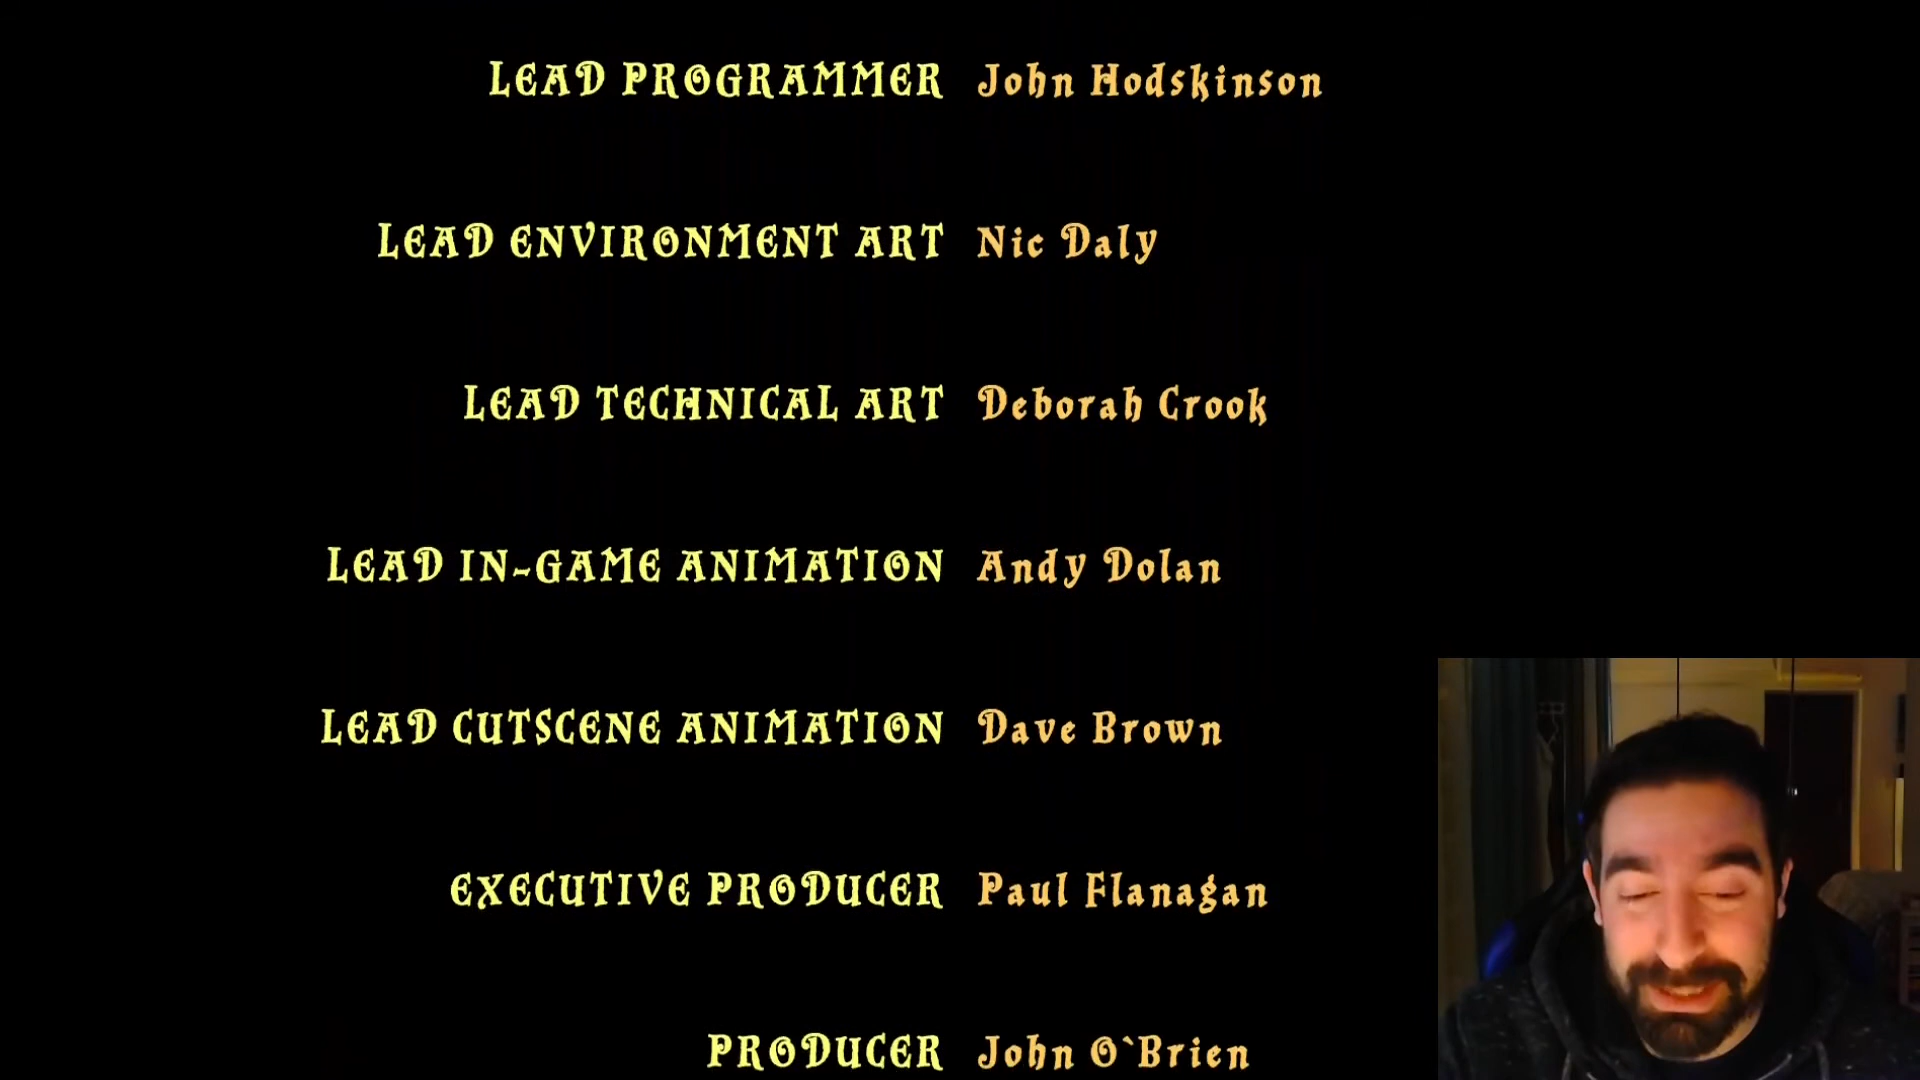 LEAD PROGRAMMER John Hodskinson
LEAD ENVIRONMENT ART Nic Daly
LEAD TECHNICAL ART Deborah Crook
LEAD IN-GAME ANIMATION Andy Dolan
LEAD CUTSCENE ANIMATION Dave Brown
EXECUTIVE PRODUCER Paul Flanagan
PRODUCER John O`Brien